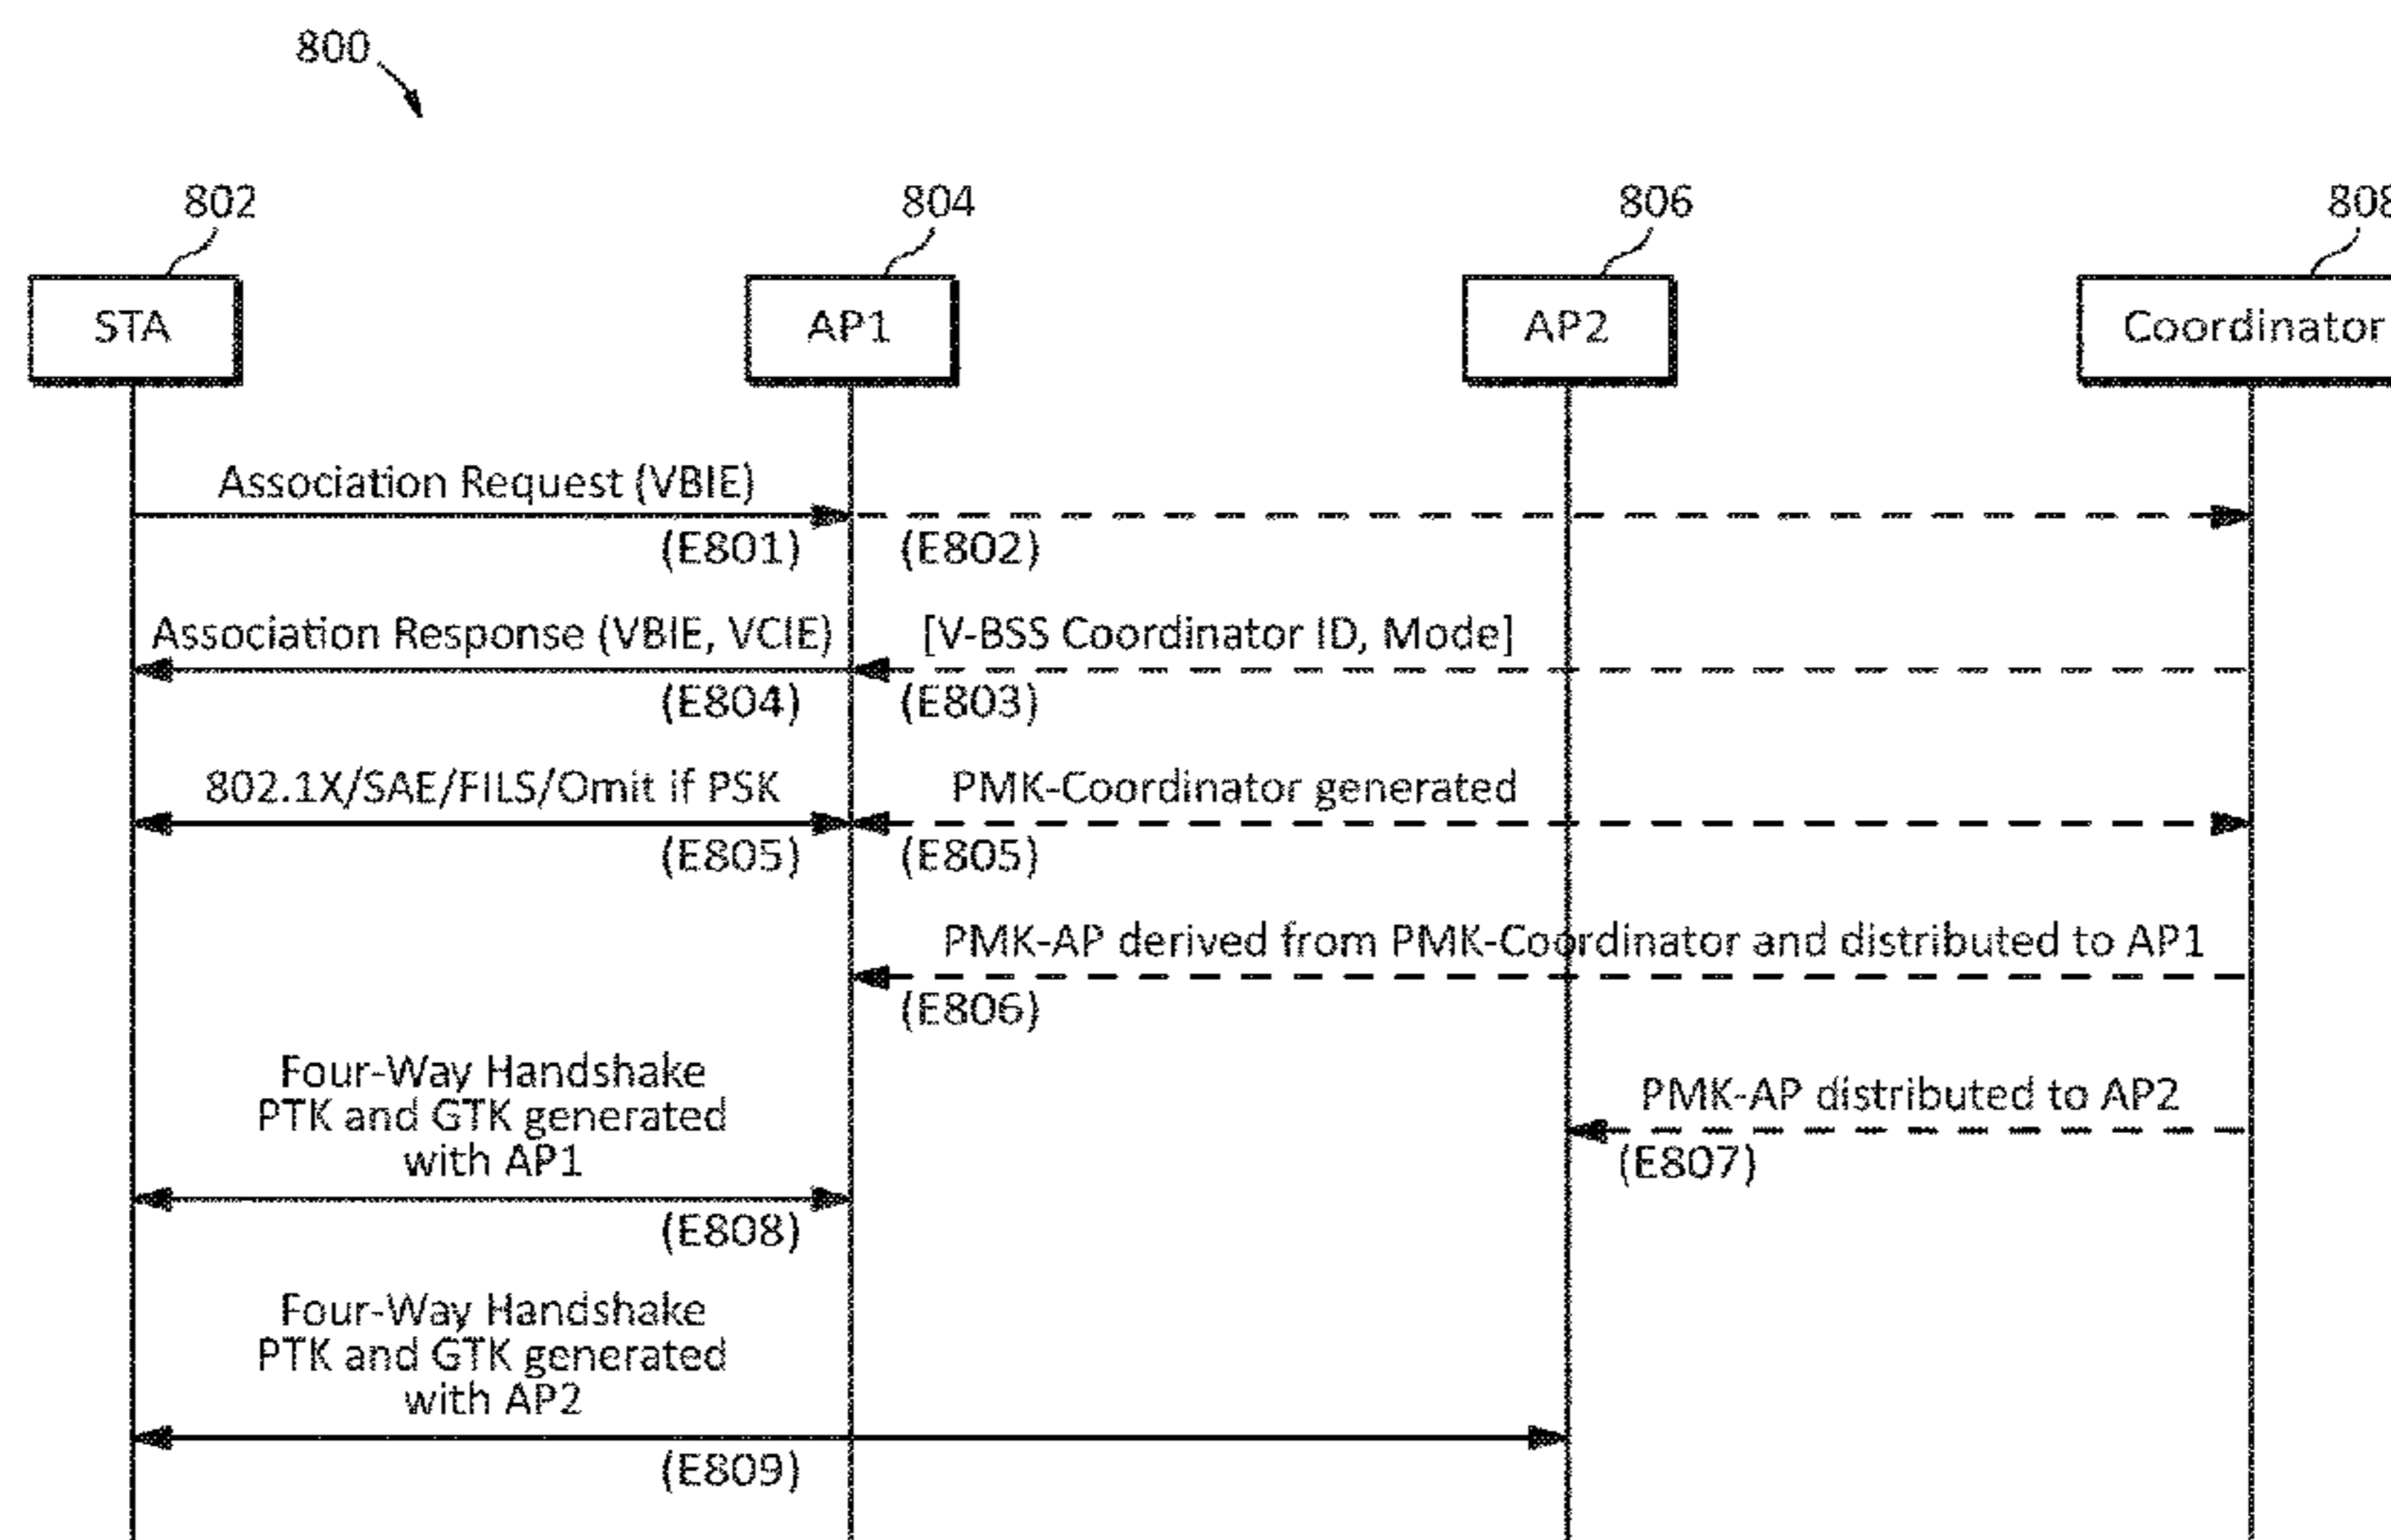 800
802
804
806
808
STA
AP1
AP2
Coordinator
Association Request (VBIE)
(E801)
(E802)
Association Response (VBIE, VCIE)
[V-BSS Coordinator ID, Mode]
(E804)
(E803)
802.1X/SAE/FILS/Omit if PSK
PMK-Coordinator generated
(E805)
(E805)
PMK-AP derived from PMK-Coordinator and distributed to AP1
(E806)
Four-Way Handshake
PTK and GTK generated
with AP1
PMK-AP distributed to AP2
(E807)
(E808)
Four-Way Handshake
PTK and GTK generated
with AP2
(E809)